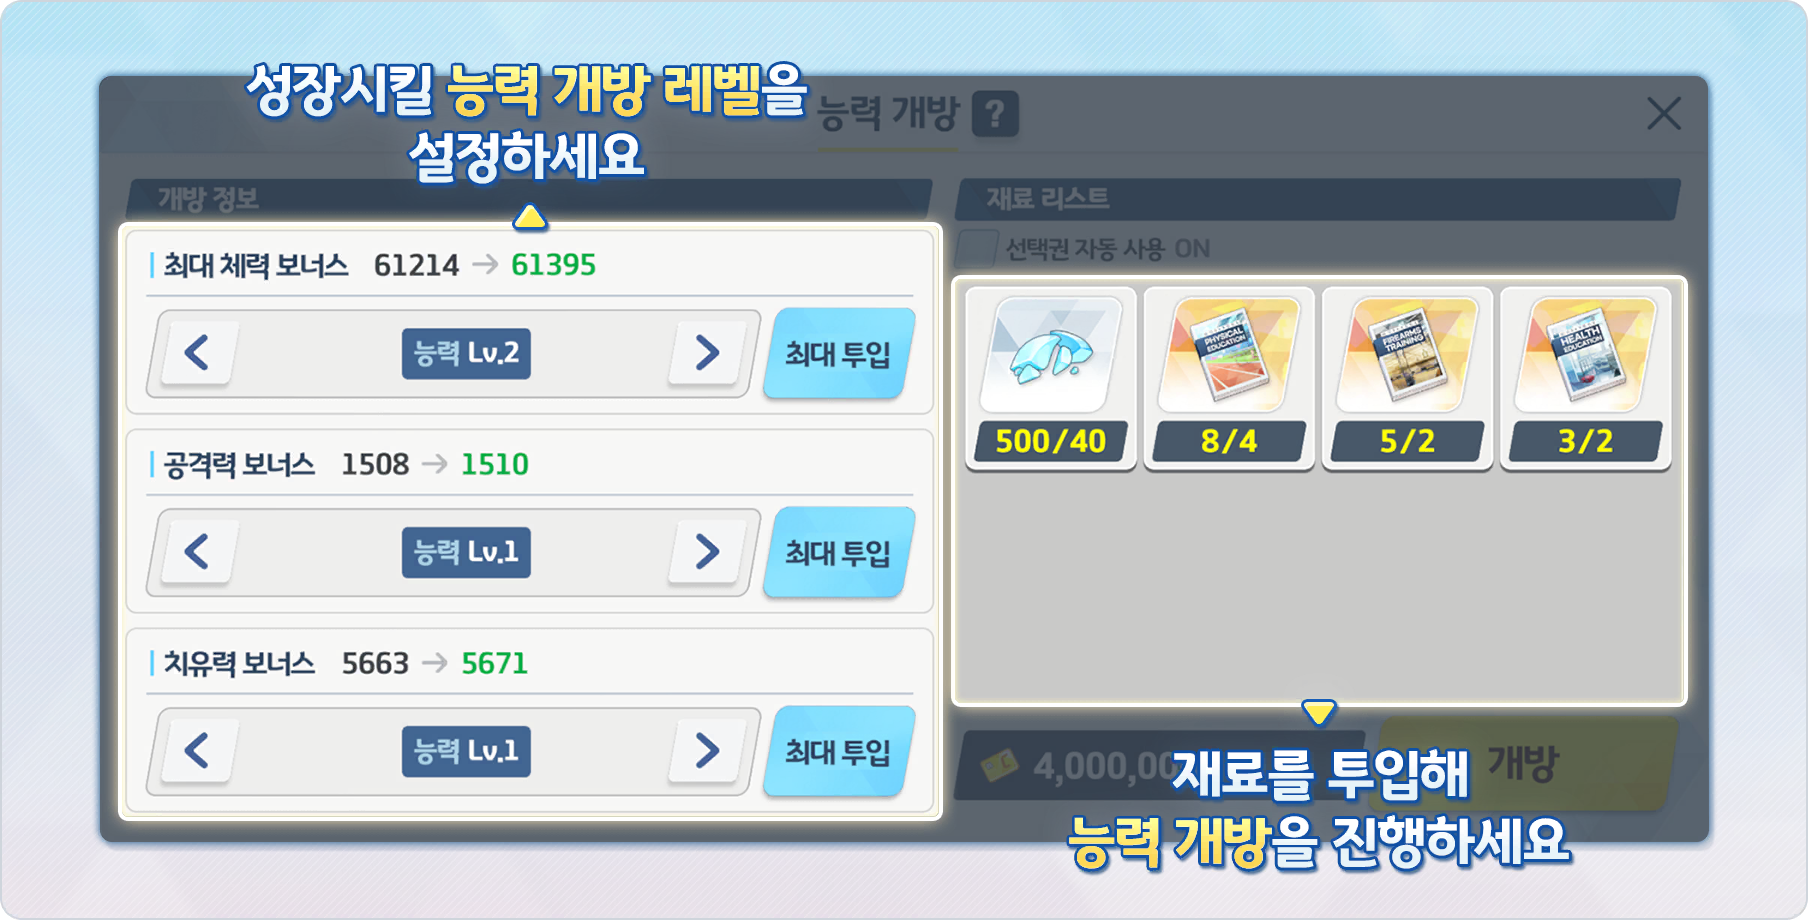 성장시킬 능력 개방 레벨을
설정하세요
능력 개방 ?
개방 정보
최대 체력 보너스 61214 → 61395
능력 Lv.2
최대 투입
공격력 보너스 1508 → 1510
능력 Lv.1
최대 투입
치유력 보너스 5663 → 5671
능력 Lv.1
최대 투입
재료 리스트
선택권 자동 사용 ON
PHYSICAL
EDUCATION
FIREARMS
TRAINING
HEALTH
EDUCATION
500/40
8/4
5/2
3/2
4,000,00
개방
재료를 투입해
능력 개방을 진행하세요